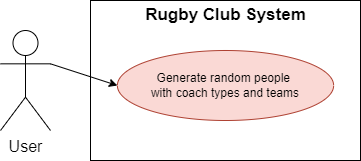 Rugby Club System
Generate random people
with coach types and teams
User